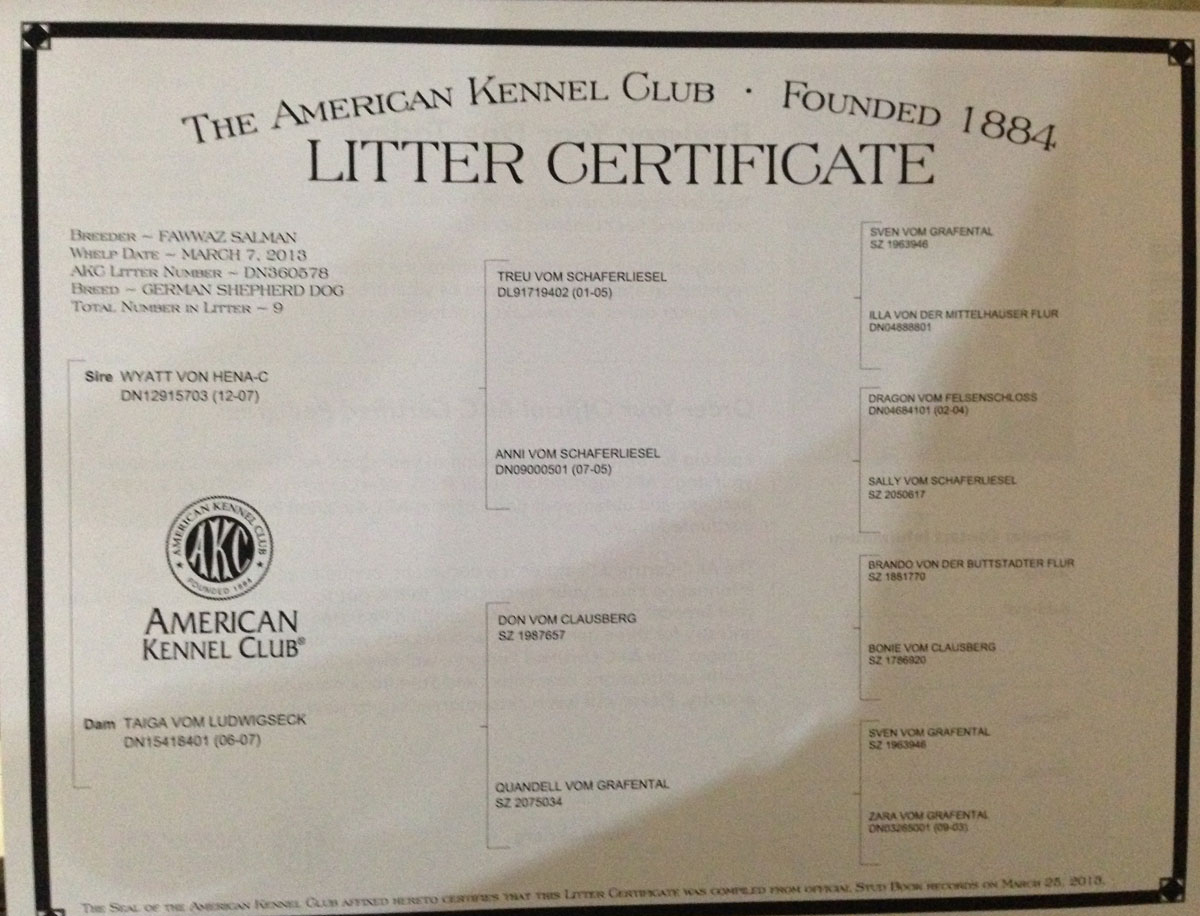 THE AMERICAN KENNEL CLUB · FOUNDED 1884
LITTER CERTIFICATE
BREEDER ~ FAWWAZ SALMAN
WHELP DATE ~ MARCH 7, 2013
AKC LITTER NUMBER ~ DN360578
BREED ~ GERMAN SHEPHERD DOG
TOTAL NUMBER IN LITTER ~ 9
Sire WYATT VON HENA-C
DN12915703 (12-07)
AMERICAN KENNEL CLUB
AKC
FOUNDED 1884
AMERICAN
KENNEL CLUB®
Dam TAIGA VOM LUDWIGSECK
DN15418401 (06-07)
TREU VOM SCHAFERLIESEL
DL91719402 (01-05)
ANNI VOM SCHAFERLIESEL
DN09000501 (07-05)
DON VOM CLAUSBERG
SZ 1987657
QUANDELL VOM GRAFENTAL
SZ 2075034
SVEN VOM GRAFENTAL
SZ 1963946
ILLA VON DER MITTELHAUSER FLUR
DN04888801
DRAGON VOM FELSENSCHLOSS
DN04684101 (02-04)
SALLY VOM SCHAFERLIESEL
SZ 2050617
BRANDO VON DER BUTTSTADTER FLUR
SZ 1881770
BONIE VOM CLAUSBERG
SZ 1786920
SVEN VOM GRAFENTAL
SZ 1963946
ZARA VOM GRAFENTAL
DN03265001 (09-03)
THE SEAL OF THE AMERICAN KENNEL CLUB AFFIXED HERETO CERTIFIES THAT THIS LITTER CERTIFICATE WAS COMPILED FROM OFFICIAL STUD BOOK RECORDS ON MARCH 25, 2013.